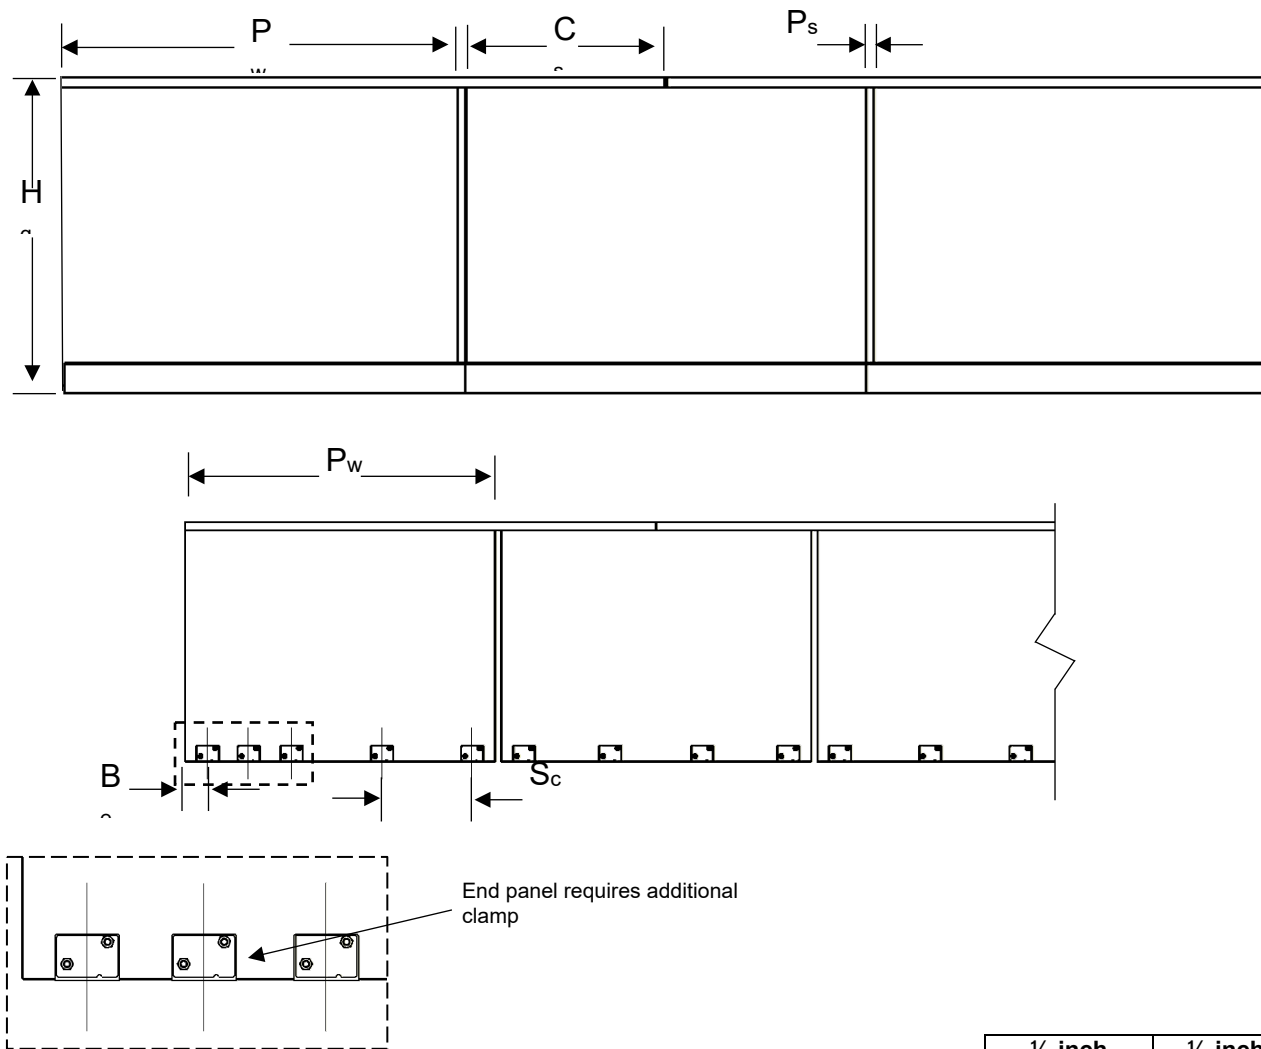 P
C
Ps
w
s
H
Pw
B
Sc
End panel requires additional
clamp
inch
inch